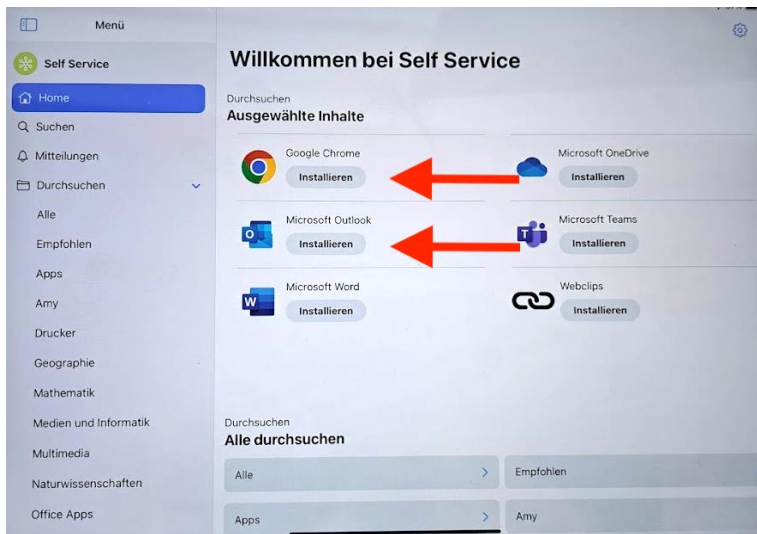 Menü
Self Service
Home
Suchen
Mitteilungen
Durchsuchen
Alle
Empfohlen
Apps
Amy
Drucker
Geographie
Mathematik
Medien und Informatik
Multimedia
Naturwissenschaften
Office Apps
Willkommen bei Self Service
Durchsuchen
Ausgewählte Inhalte
Google Chrome
Installieren
Microsoft OneDrive
Installieren
Microsoft Outlook
Installieren
Microsoft Teams
Installieren
Microsoft Word
Installieren
Webclips
Installieren
Durchsuchen
Alle durchsuchen
Alle
Empfohlen
Apps
Amy